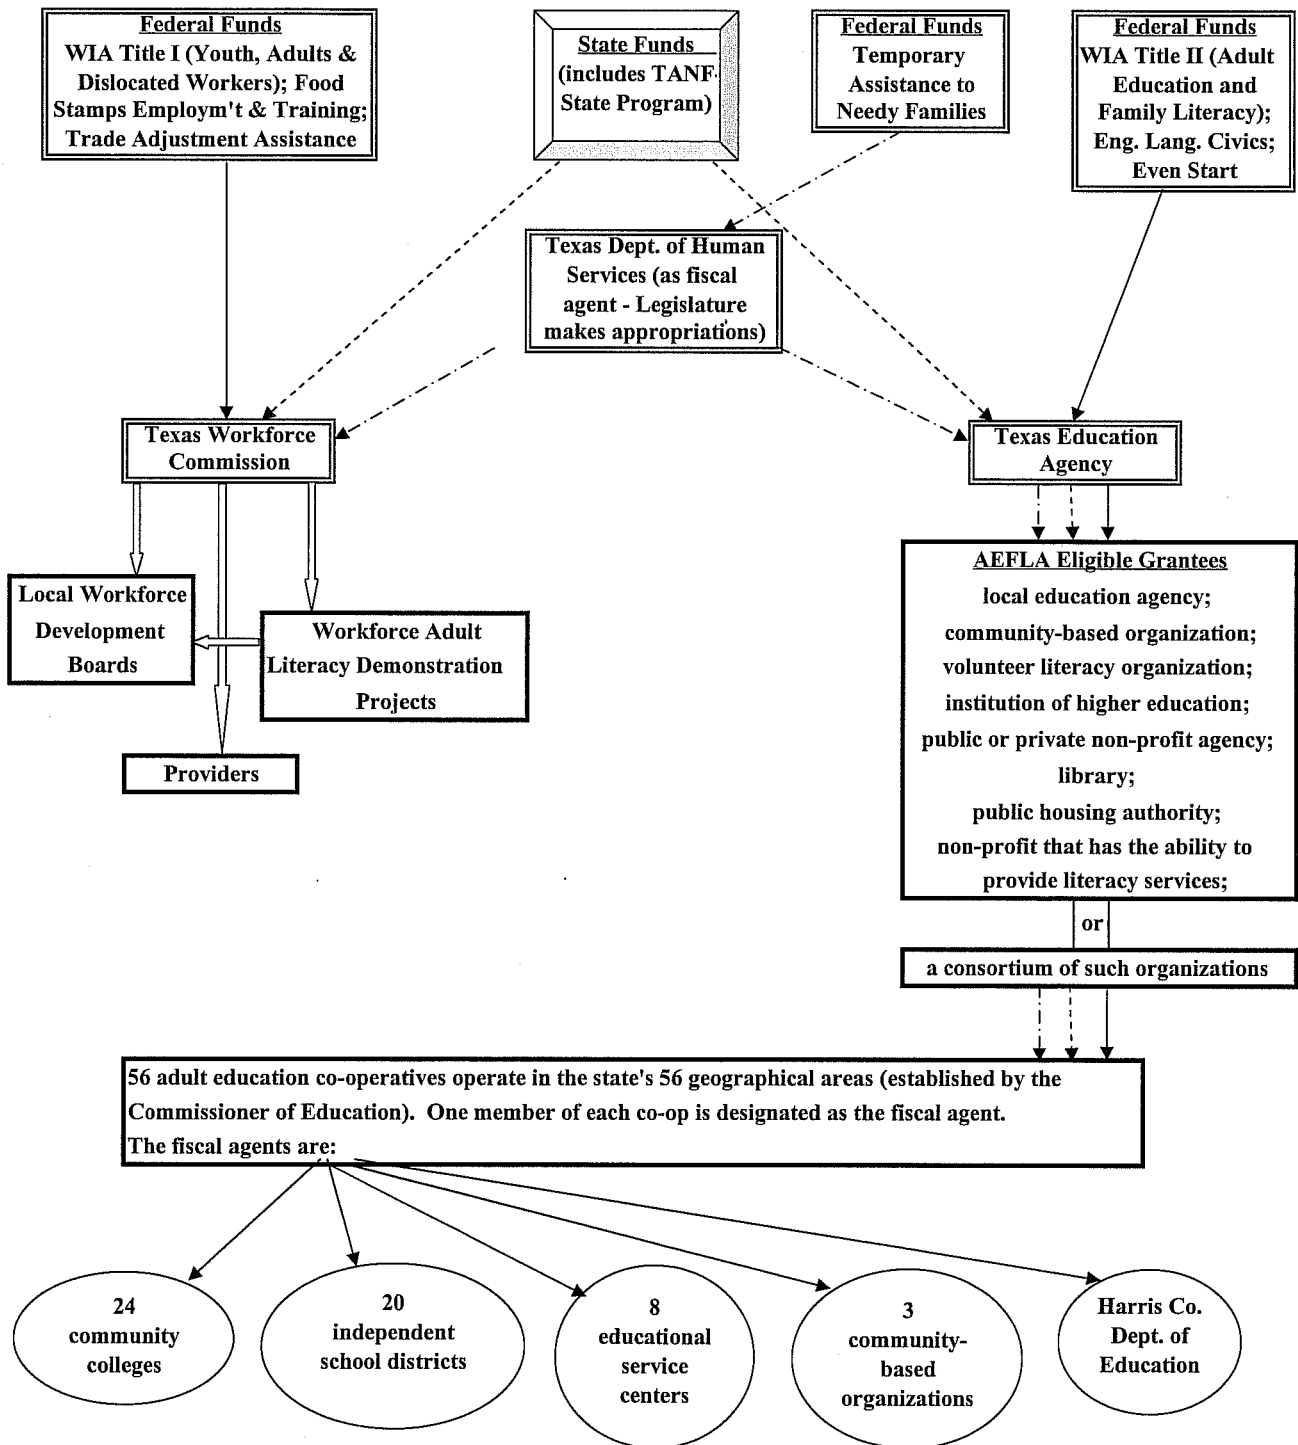 Federal Funds
WIA Title I (Youth, Adults &
Dislocated Workers); Food
Stamps Employm't & Training;
Trade Adjustment Assistance
State Funds
(includes TANF-
State Program)
Federal Funds
Temporary
Assistance to
Needy Families
Federal Funds
WIA Title II (Adult
Education and
Family Literacy);
Eng. Lang. Civics;
Even Start
Texas Dept. of Human
Services (as fiscal
agent - Legislature
makes appropriations)
Texas Workforce
Commission
Texas Education
Agency
Local Workforce
Development
Boards
Workforce Adult
Literacy Demonstration
Projects
Providers
AEFLA Eligible Grantees
local education agency;
community-based organization;
volunteer literacy organization;
institution of higher education;
public or private non-profit agency;
library;
public housing authority;
non-profit that has the ability to
provide literacy services;
or
a consortium of such organizations
56 adult education co-operatives operate in the state's 56 geographical areas (established by the
Commissioner of Education).  One member of each co-op is designated as the fiscal agent.
The fiscal agents are:
24
community
colleges
20
independent
school districts
8
educational
service
centers
3
community-
based
organizations
Harris Co.
Dept. of
Education